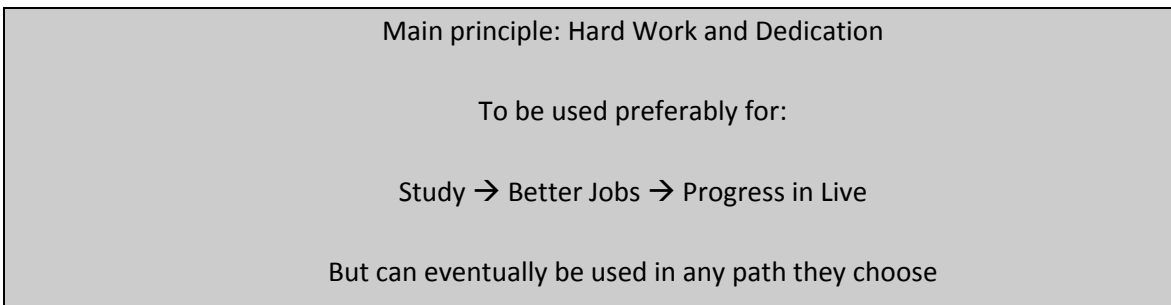 Main principle: Hard Work and Dedication
To be used preferably for:
Study → Better Jobs → Progress in Live
But can eventually be used in any path they choose